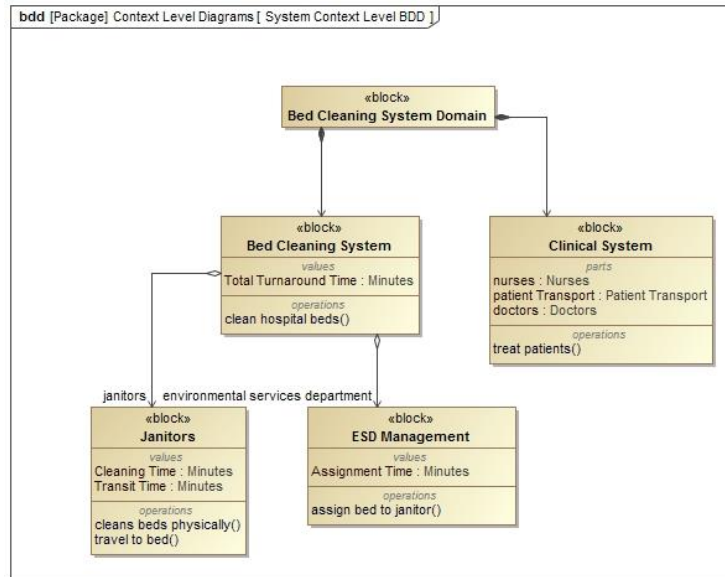 bdd [Package] Context Level Diagrams [ System Context Level BDD ]
«block»
Bed Cleaning System Domain
«block»
Bed Cleaning System
values
Total Turnaround Time : Minutes
operations
clean hospital beds()
«block»
Clinical System
parts
nurses : Nurses
patient Transport : Patient Transport
doctors : Doctors
operations
treat patients()
janitors
environmental services department
«block»
Janitors
values
Cleaning Time : Minutes
Transit Time : Minutes
operations
cleans beds physically()
travel to bed()
«block»
ESD Management
values
Assignment Time : Minutes
operations
assign bed to janitor()